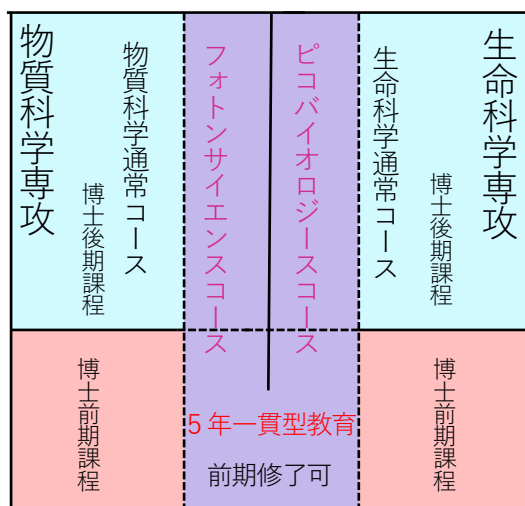 物質科学専攻
博士後期課程
物質科学通常コース
フォトンサイエンスコース
ピコバイオロジースコース
生命科学通常コース
博士後期課程
生命科学専攻
博士前期課程
5年一貫型教育
前期修了可
博士前期課程